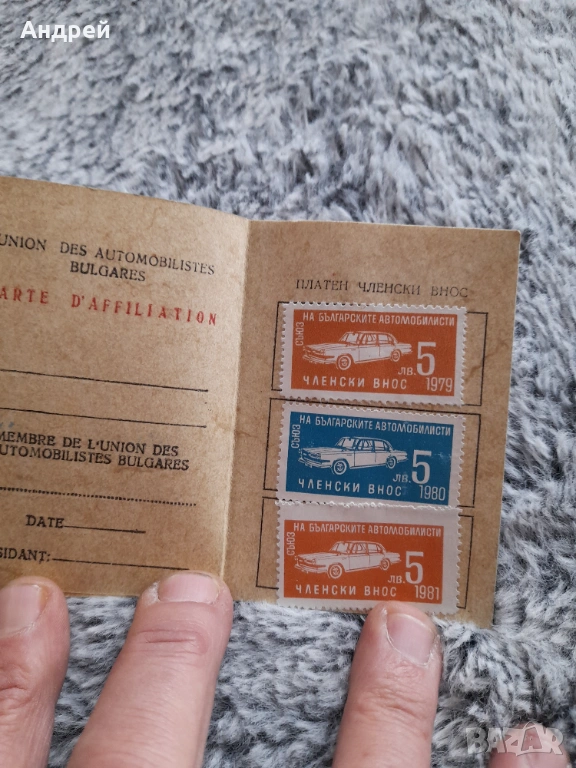 Андрей
UNION DES AUTOMOBILISTES
BULGARES
ARTE D'AFFILIATION
MEMBRE DE L'UNION DES
AUTOMOBILISTES BULGARES
DATE
SIDANT:
ПЛАТЕН ЧЛЕНСКИ ВНОС
СЪЮЗ НА БЪЛГАРСКИТЕ АВТОМОБИЛИСТИ
лв. 5
ЧЛЕНСКИ ВНОС 1979
СЪЮЗ НА БЪЛГАРСКИТЕ АВТОМОБИЛИСТИ
лв. 5
ЧЛЕНСКИ ВНОС 1980
СЪЮЗ НА БЪЛГАРСКИТЕ АВТОМОБИЛИСТИ
лв. 5
ЧЛЕНСКИ ВНОС 1981
BAZAR